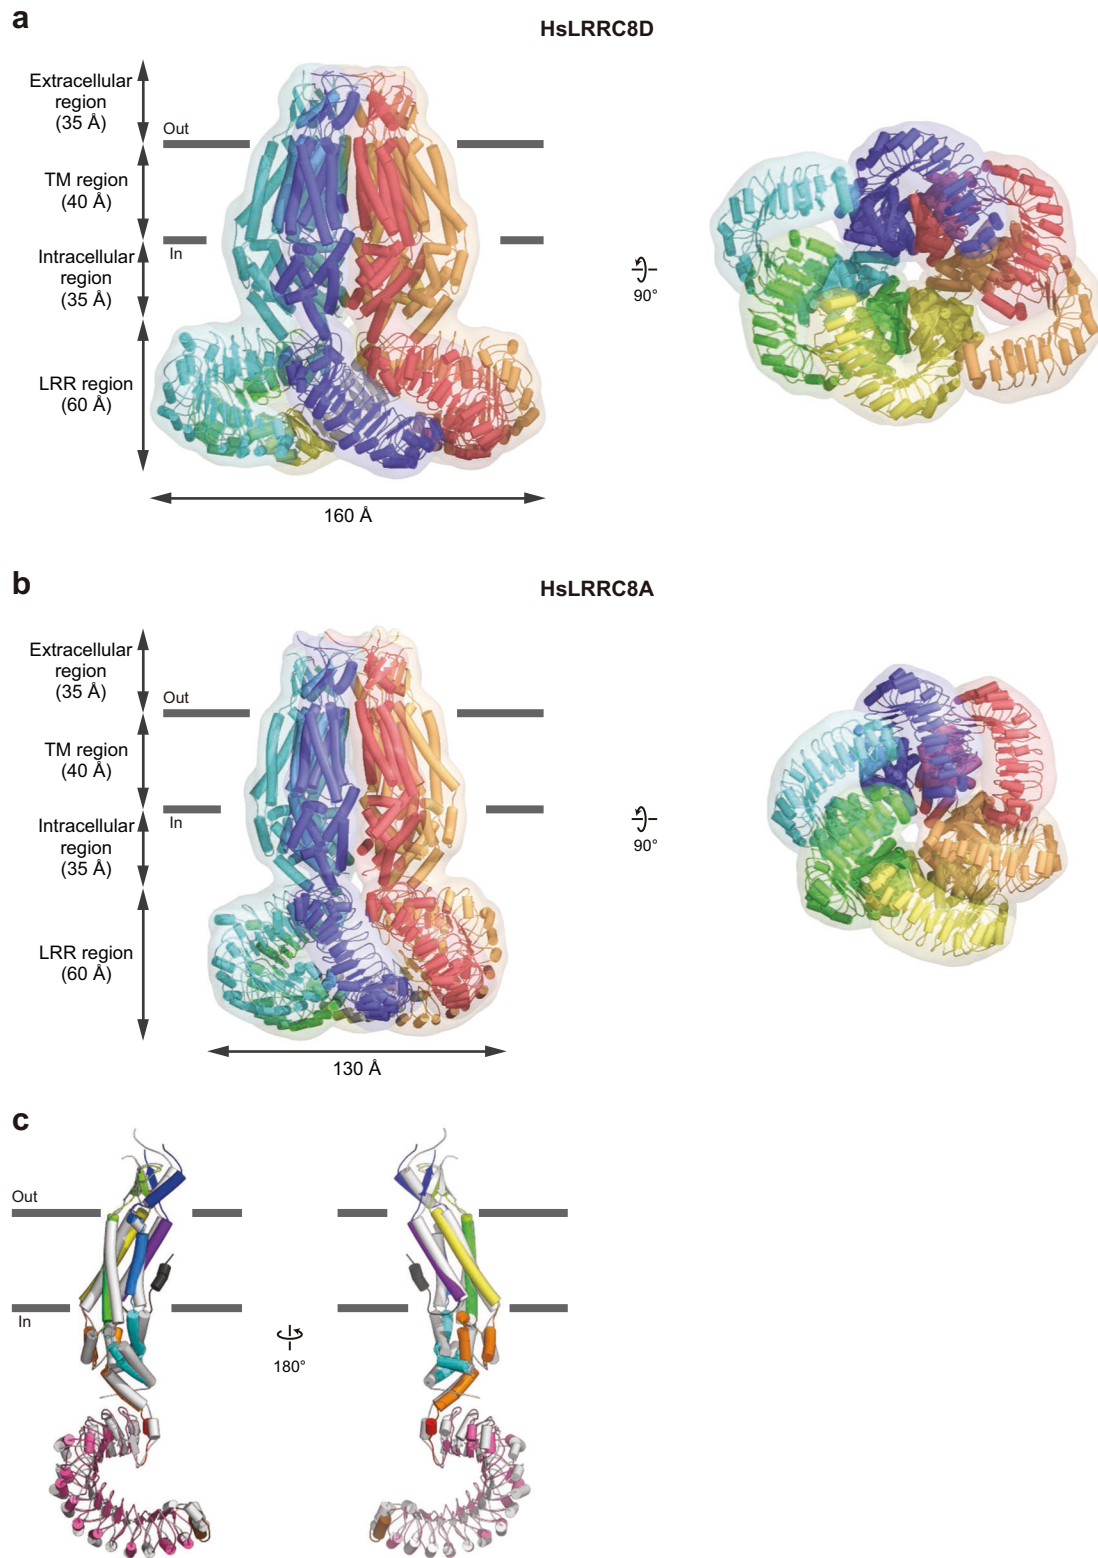 a
HsLRRC8D
Extracellular
region
(35 Å)
Out
TM region
(40 Å)
In
Intracellular
region
(35 Å)
90°
LRR region
(60 Å)
160 Å
b
HsLRRC8A
Extracellular
region
(35 Å)
Out
TM region
(40 Å)
In
Intracellular
region
(35 Å)
90°
LRR region
(60 Å)
130 Å
c
Out
In
180°